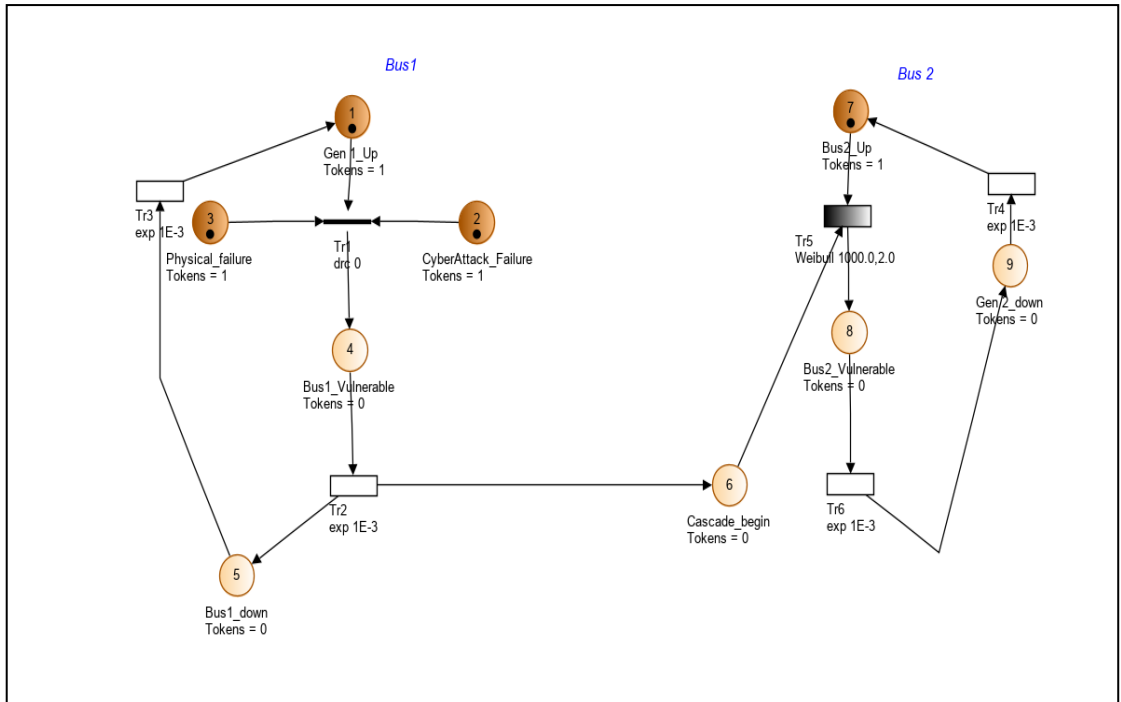 Bus1
Bus 2
1
Gen 1_Up
Tokens = 1
7
Bus2_Up
Tokens = 1
Tr3
exp 1E-3
3
Physical_failure
Tokens = 1
Tr1
drc 0
2
CyberAttack_Failure
Tokens = 1
Tr5
Weibull 1000.0,2.0
Tr4
exp 1E-3
9
Gen 2_down
Tokens = 0
4
Bus1_Vulnerable
Tokens = 0
8
Bus2_Vulnerable
Tokens = 0
Tr2
exp 1E-3
6
Cascade_begin
Tokens = 0
Tr6
exp 1E-3
5
Bus1_down
Tokens = 0